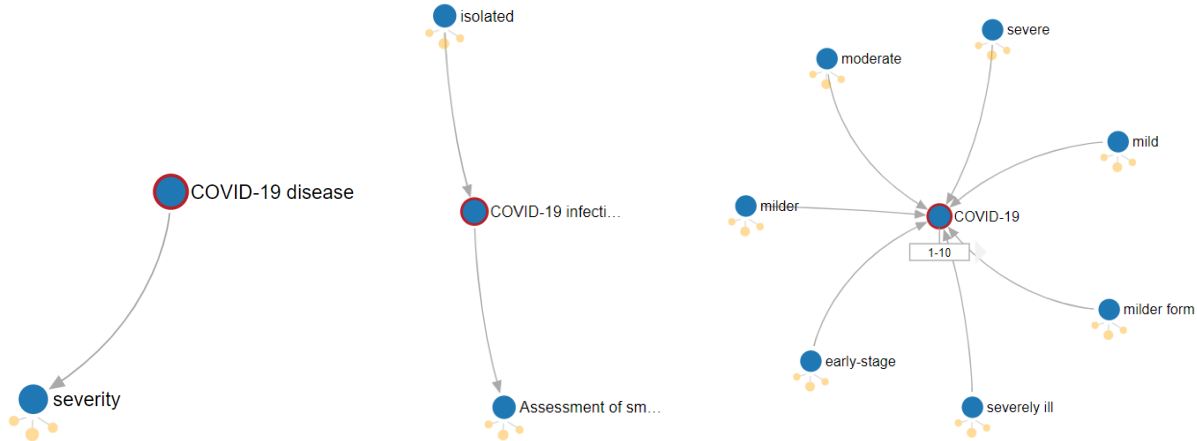 isolated
severe
moderate
mild
COVID-19 disease
milder
COVID-19 infecti...
COVID-19
1-10
milder form
early-stage
severity
Assessment of sm...
severely ill